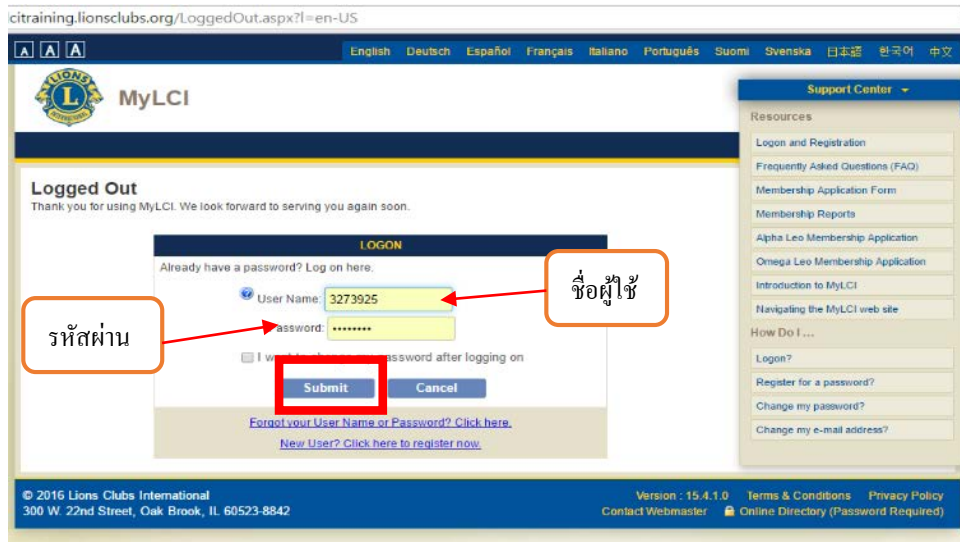 citraining.lionsclubs.org/LoggedOut.aspx?l=en-US
A A A English Deutsch Español Français Italiano Português Suomi Svenska 日本語 한국어 中文
LIONS
L
INTERNATIONAL
MyLCI
Support Center
Resources
Logon and Registration
Frequently Asked Questions (FAQ)
Membership Application Form
Membership Reports
Alpha Leo Membership Application
Omega Leo Membership Application
Introduction to MyLCI
Navigating the MyLCI web site
How Do I ...
Logon?
Register for a password?
Change my password?
Change my e-mail address?
Logged Out
Thank you for using MyLCI. We look forward to serving you again soon.
LOGON
Already have a password? Log on here.
User Name: 3273925
ชื่อผู้ใช้
รหัสผ่าน
assword: ••••••••
I want to change my password after logging on
Submit Cancel
Forgot your User Name or Password? Click here.
New User? Click here to register now.
© 2016 Lions Clubs International
300 W. 22nd Street, Oak Brook, IL 60523-8842
Version : 15.4.1.0 Terms & Conditions Privacy Policy
Contact Webmaster Online Directory (Password Required)